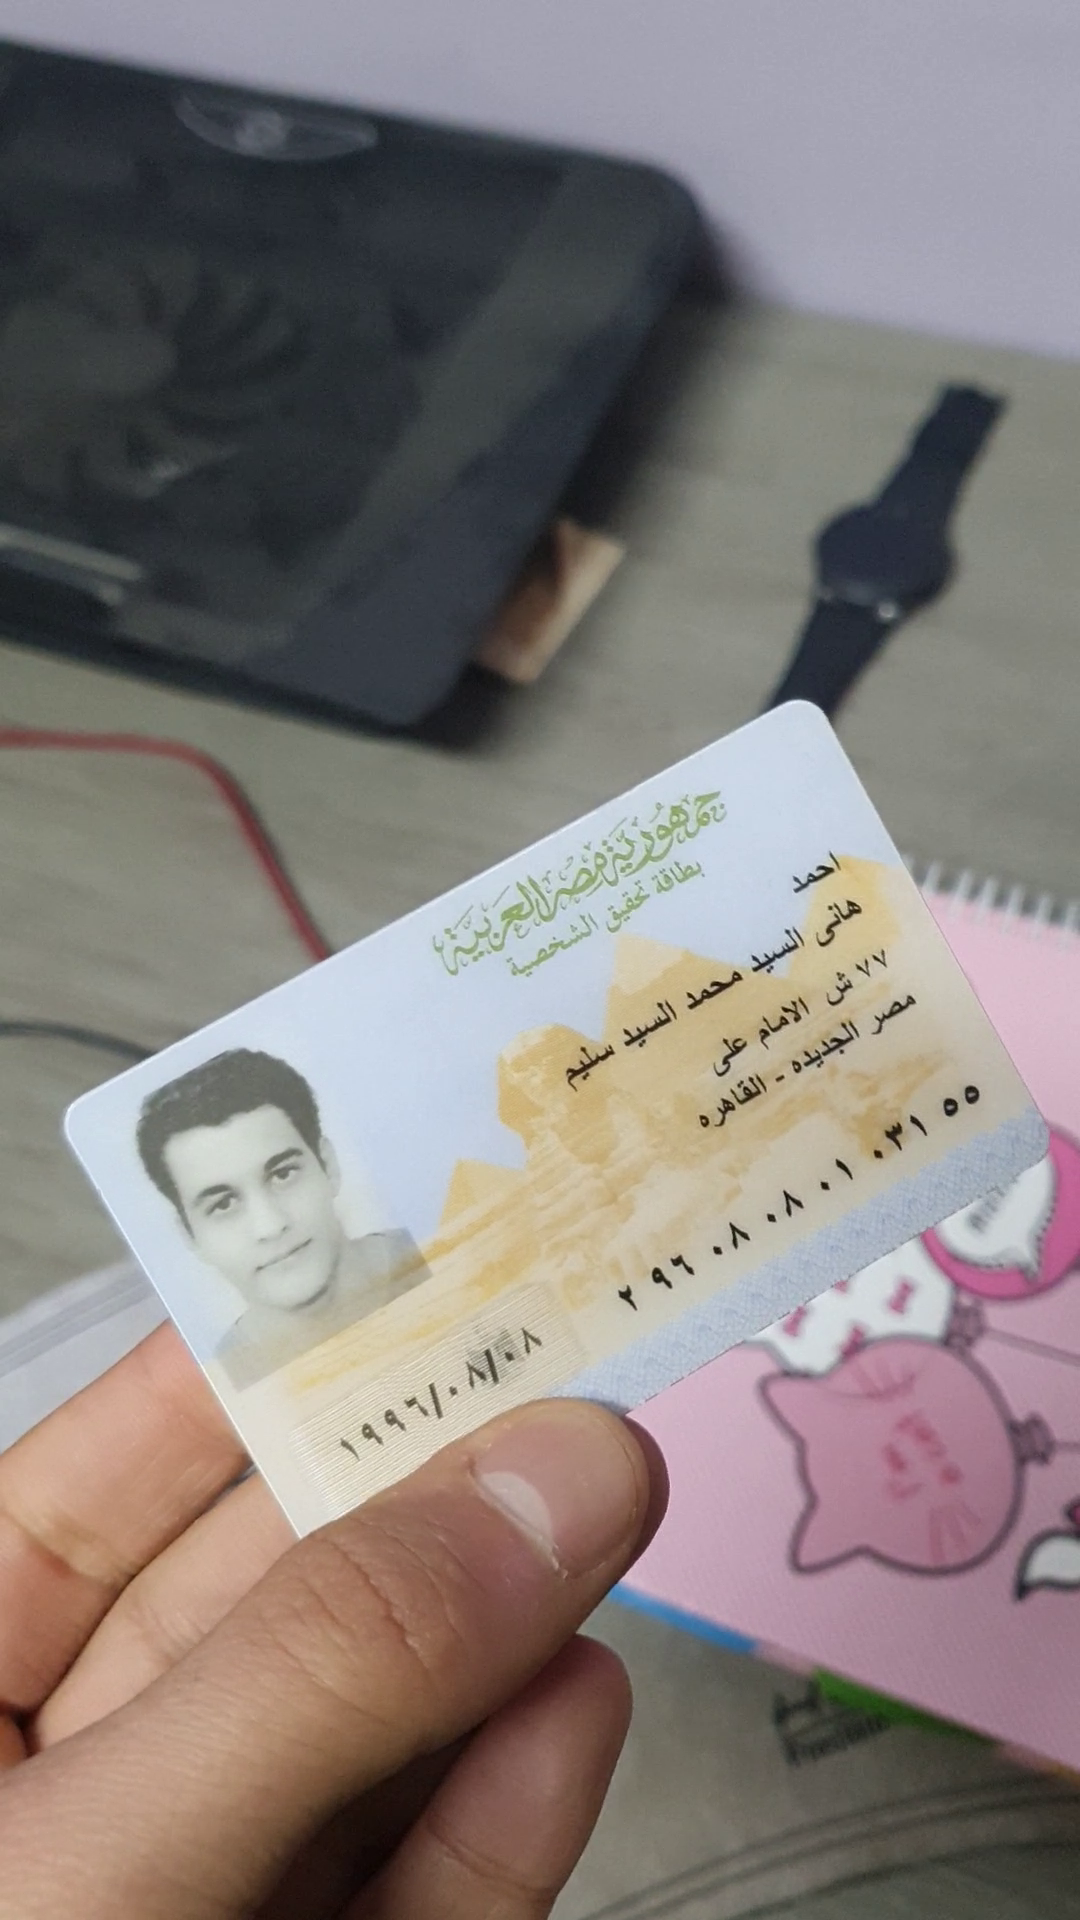 جمهورية مصر العربية
بطاقة تحقيق الشخصية
احمد
هانى السيد محمد السيد سليم
٧٧ ش الامام على
مصر الجديده - القاهره
٢٩٦٠٨٠٨٠١٠٣١٥٥
١٩٩٦/٠٨/٠٨